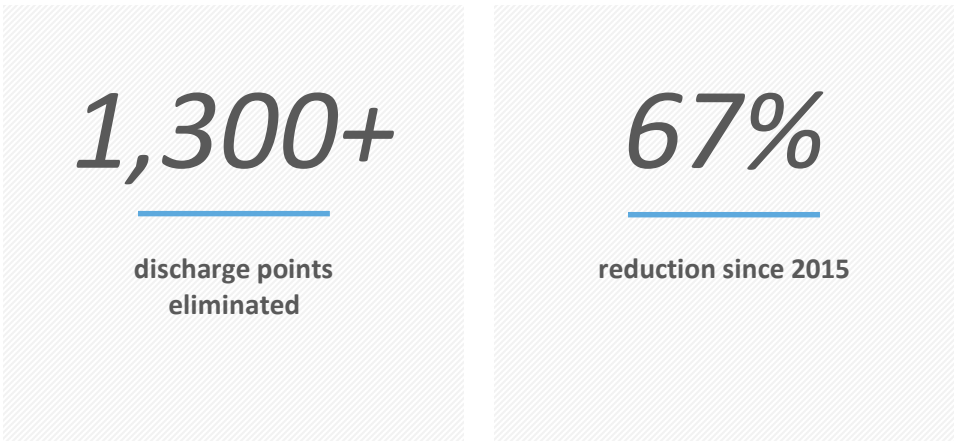 1,300+
discharge points
eliminated
67%
reduction since 2015